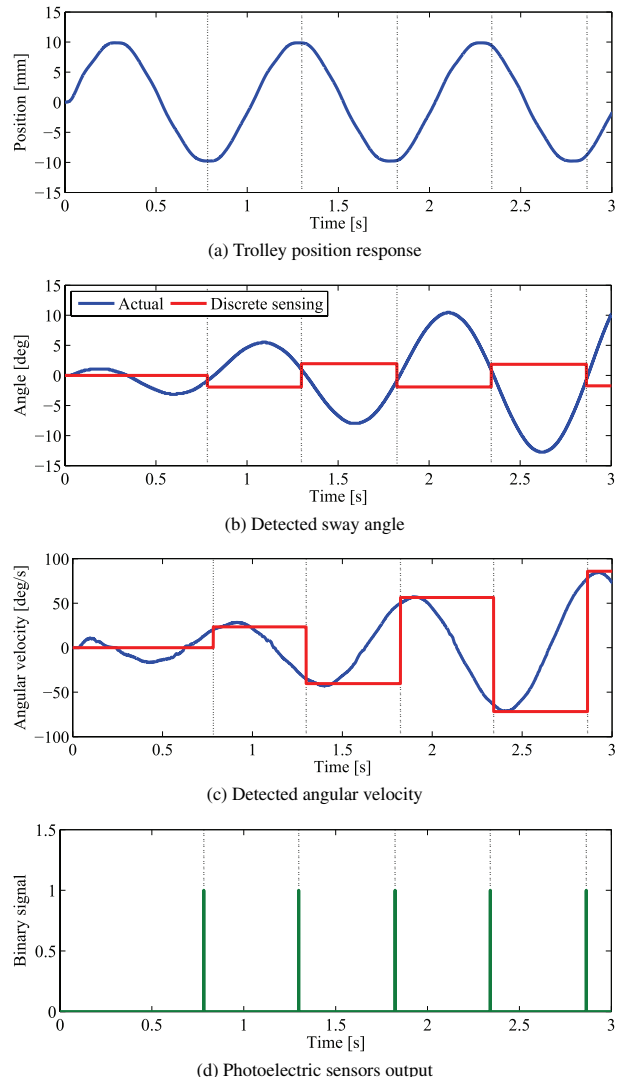 15
10
5
0
−5
−10
−15
Position [mm]
0 0.5 1 1.5 2 2.5 3
Time [s]
(a) Trolley position response
15
10
5
0
−5
−10
−15
Angle [deg]
Actual Discrete sensing
0 0.5 1 1.5 2 2.5 3
Time [s]
(b) Detected sway angle
100
50
0
−50
−100
Angular velocity [deg/s]
0 0.5 1 1.5 2 2.5 3
Time [s]
(c) Detected angular velocity
1.5
1
0.5
0
Binary signal
0 0.5 1 1.5 2 2.5 3
Time [s]
(d) Photoelectric sensors output